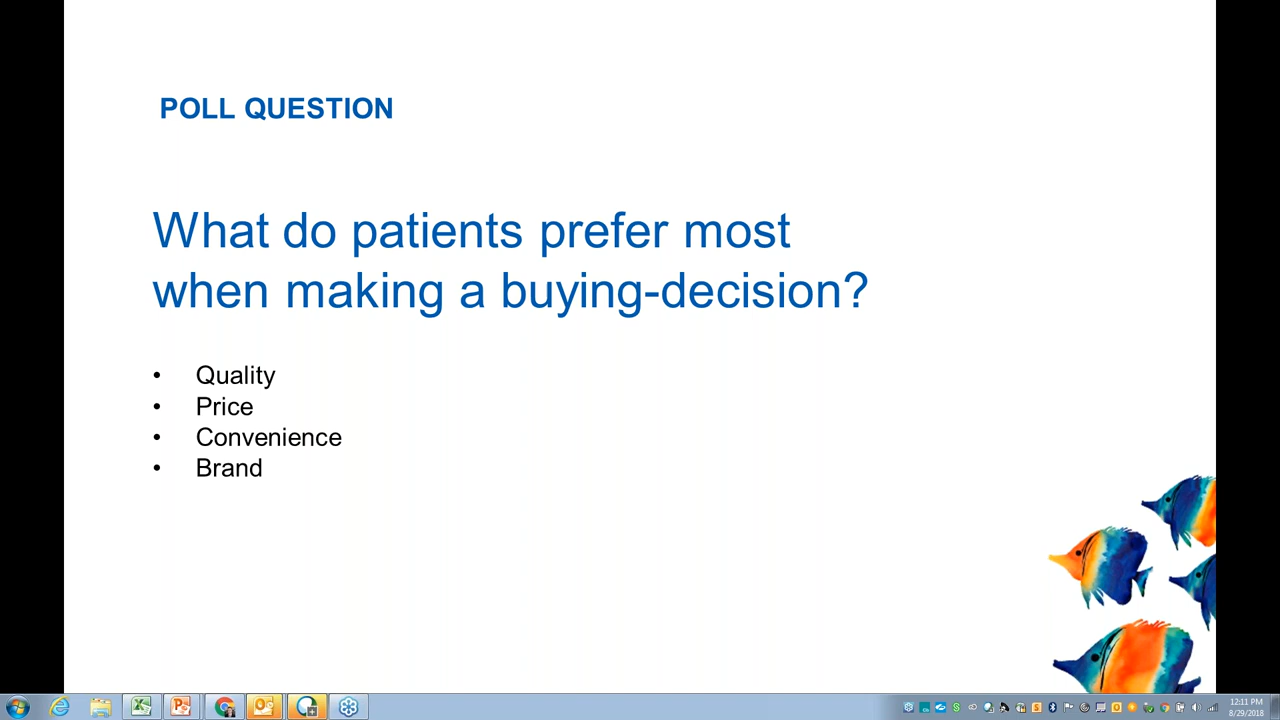 POLL QUESTION
What do patients prefer most
when making a buying-decision?
• Quality
• Price
• Convenience
• Brand
12:11 PM
8/29/2018